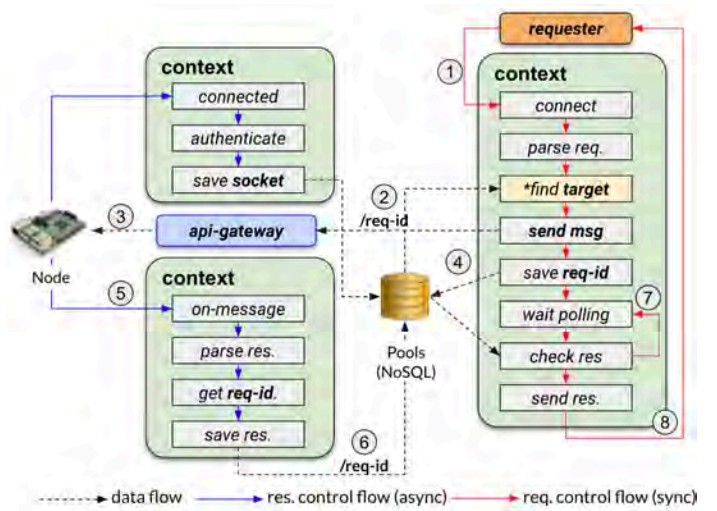 requester
1
context
connect
parse req.
*find target
send msg
save req-id
wait polling
check res
send res.
context
connected
authenticate
save socket
2
/req-id
3
api-gateway
Node
4
5
context
on-message
parse res.
get req-id.
save res.
Pools
(NoSQL)
6
/req-id
7
8
data flow
res. control flow (async)
req. control flow (sync)